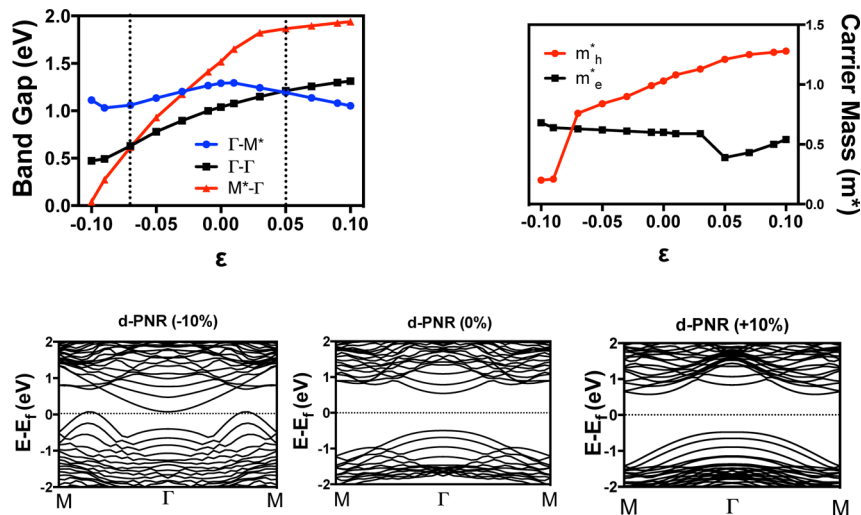 Band Gap (eV)
2.0
1.5
1.0
0.5
0.0
-0.10
-0.05
0.00
0.05
0.10
ε
Γ-M*
Γ-Γ
M*-Γ
m*h
m*e
1.5
1.0
0.5
0.0
Carrier Mass (m*)
-0.10
-0.05
0.00
0.05
0.10
ε
d-PNR (-10%)
E-Ef (eV)
2
1
0
-1
-2
M
Γ
M
d-PNR (0%)
E-Ef (eV)
2
1
0
-1
-2
M
Γ
M
d-PNR (+10%)
E-Ef (eV)
2
1
0
-1
-2
M
Γ
M